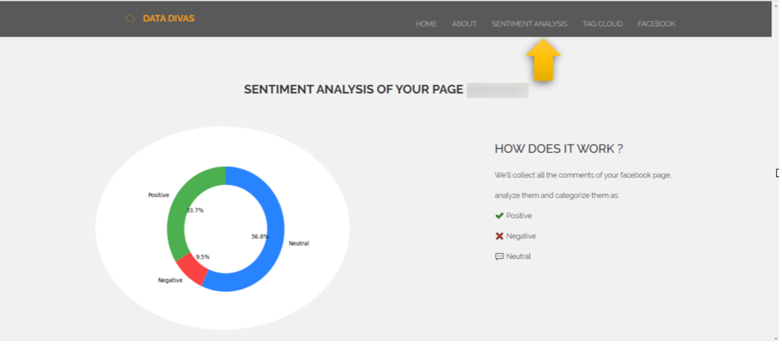 DATA DIVAS
HOME ABOUT SENTIMENT ANALYSIS TAG CLOUD FACEBOOK
SENTIMENT ANALYSIS OF YOUR PAGE
Positive
33.7%
56.8%
Neutral
9.5%
Negative
HOW DOES IT WORK ?
We'll collect all the comments of your facebook page,
analyze them and categorize them as:
Positive
Negative
Neutral